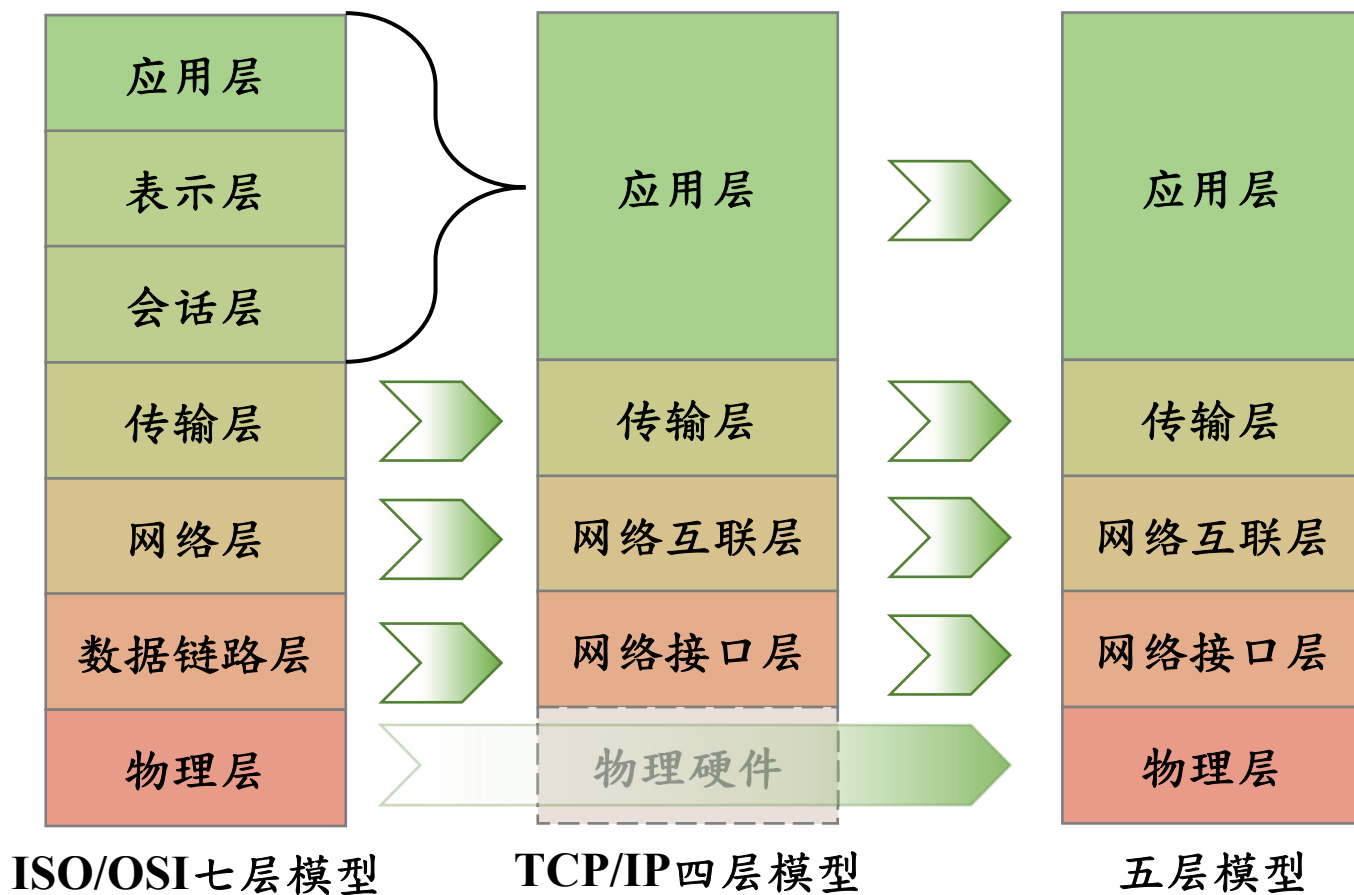 应用层
表示层
会话层
传输层
网络层
数据链路层
物理层
ISO/OSI七层模型
应用层
传输层
网络互联层
网络接口层
物理硬件
TCP/IP四层模型
应用层
传输层
网络互联层
网络接口层
物理层
五层模型